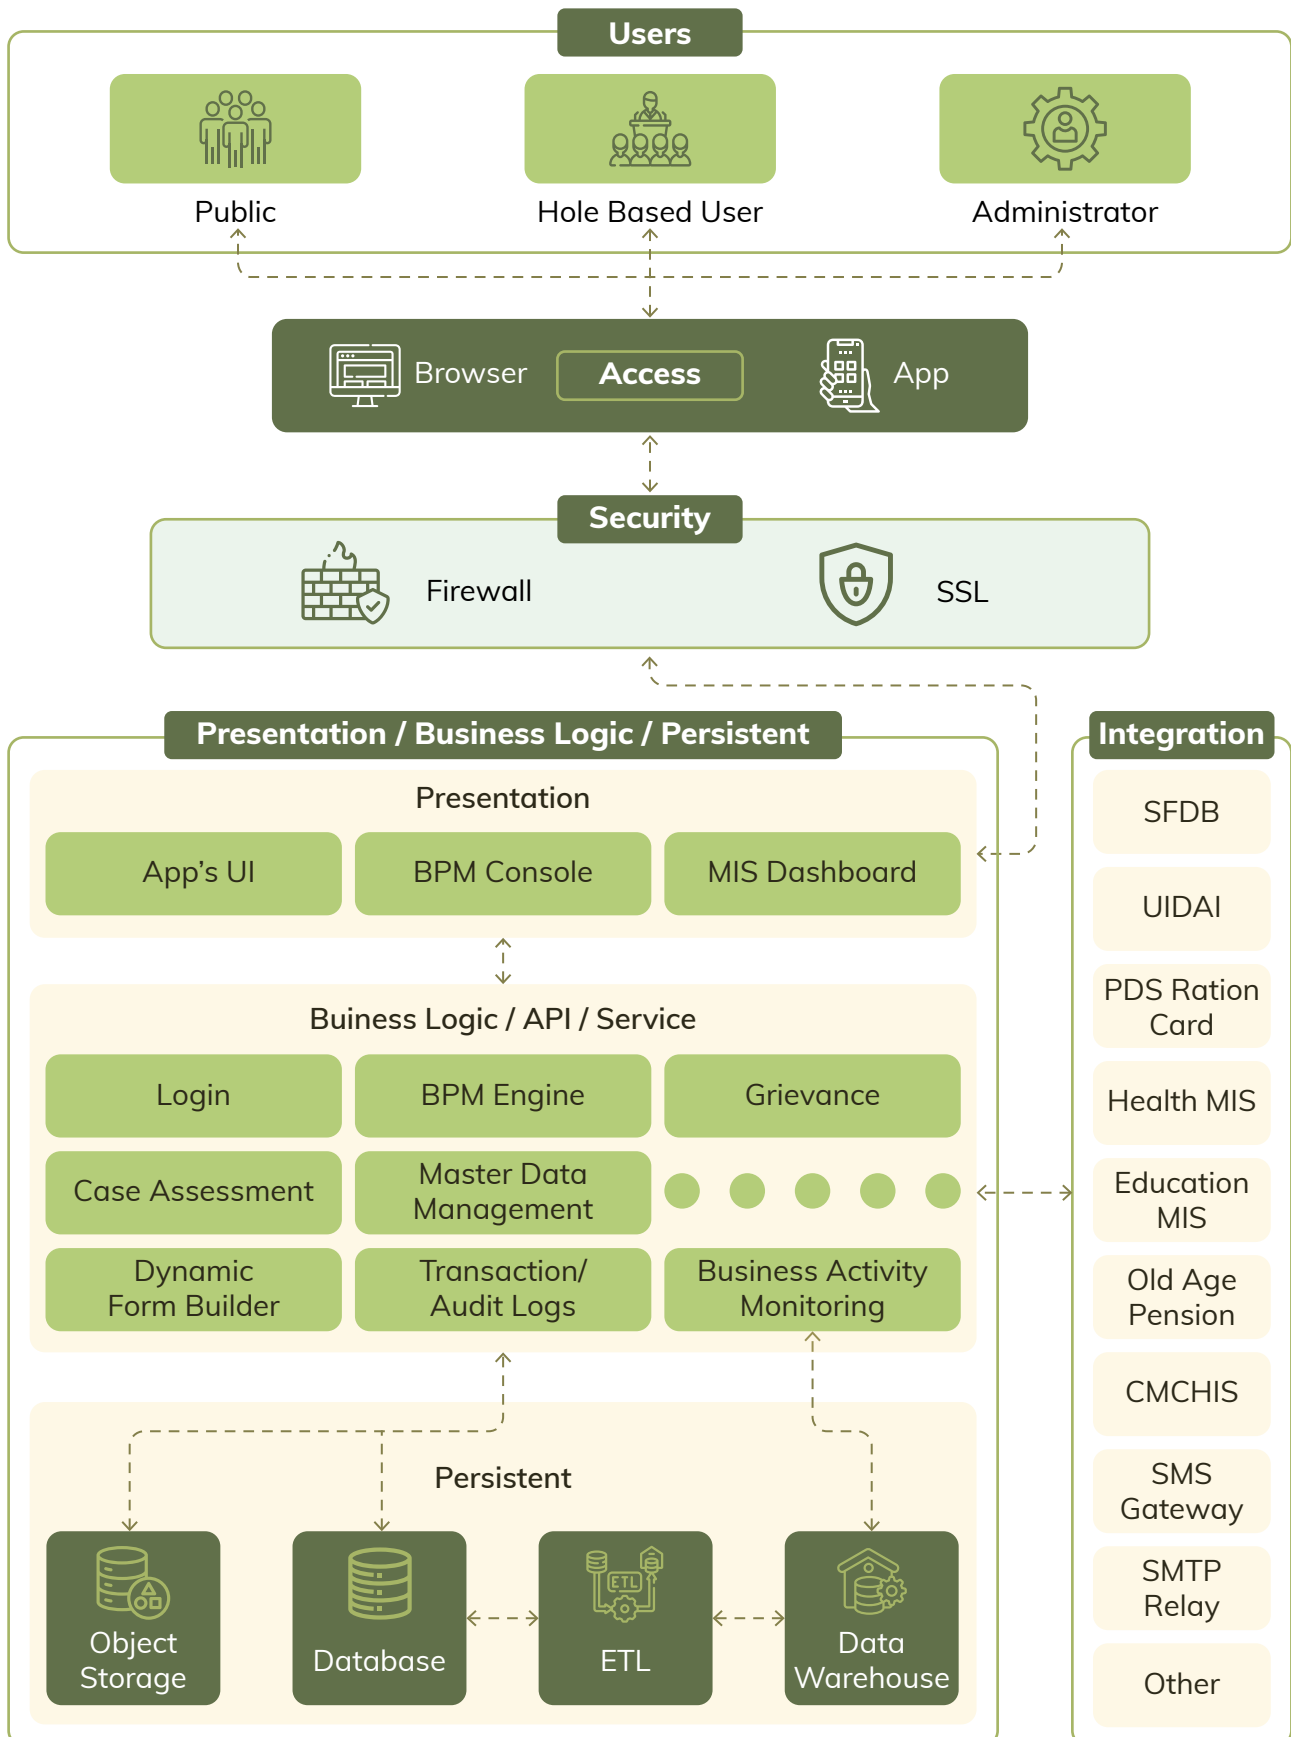 Users
Public
Hole Based User
Administrator
Browser
Access
App
Security
Firewall
SSL
Presentation / Business Logic / Persistent
Presentation
App's UI
BPM Console
MIS Dashboard
Buiness Logic / API / Service
Login
BPM Engine
Grievance
Case Assessment
Master Data
Management
Dynamic
Form Builder
Transaction/
Audit Logs
Business Activity
Monitoring
Persistent
Object
Storage
Database
ETL
ETL
Data
Warehouse
Integration
SFDB
UIDAI
PDS Ration
Card
Health MIS
Education
MIS
Old Age
Pension
CMCHIS
SMS
Gateway
SMTP
Relay
Other